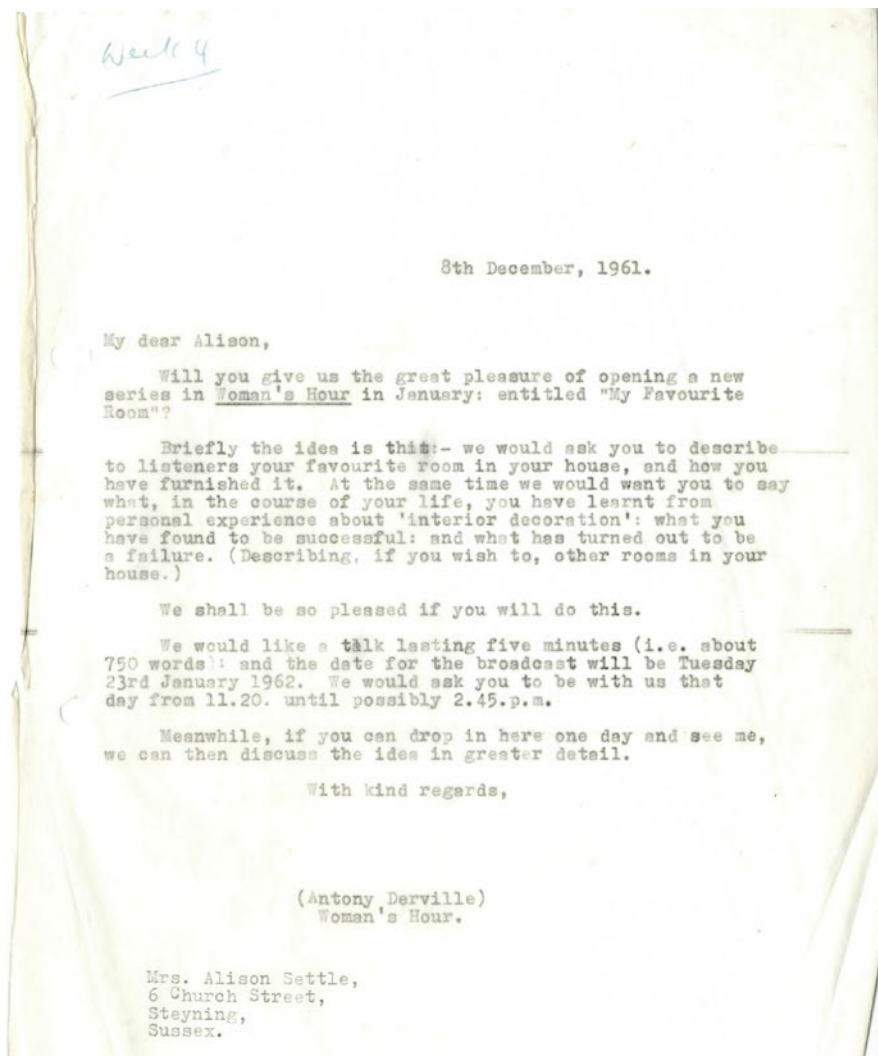 Week 4
8th December, 1961.
My dear Alison,
Will you give us the great pleasure of opening a new
series in Woman's Hour in January: entitled "My Favourite
Room"?
Briefly the idea is this:- we would ask you to describe
to listeners your favourite room in your house, and how you
have furnished it. At the same time we would want you to say
what, in the course of your life, you have learnt from
personal experience about 'interior decoration': what you
have found to be successful: and what has turned out to be
a failure. (Describing, if you wish to, other rooms in your
house.)
We shall be so pleased if you will do this.
We would like a talk lasting five minutes (i.e. about
750 words): and the date for the broadcast will be Tuesday
23rd January 1962. We would ask you to be with us that
day from 11.20. until possibly 2.45.p.m.
Meanwhile, if you can drop in here one day and see me,
we can then discuss the idea in greater detail.
With kind regards,
(Antony Derville)
Woman's Hour.
Mrs. Alison Settle,
6 Church Street,
Steyning,
Sussex.